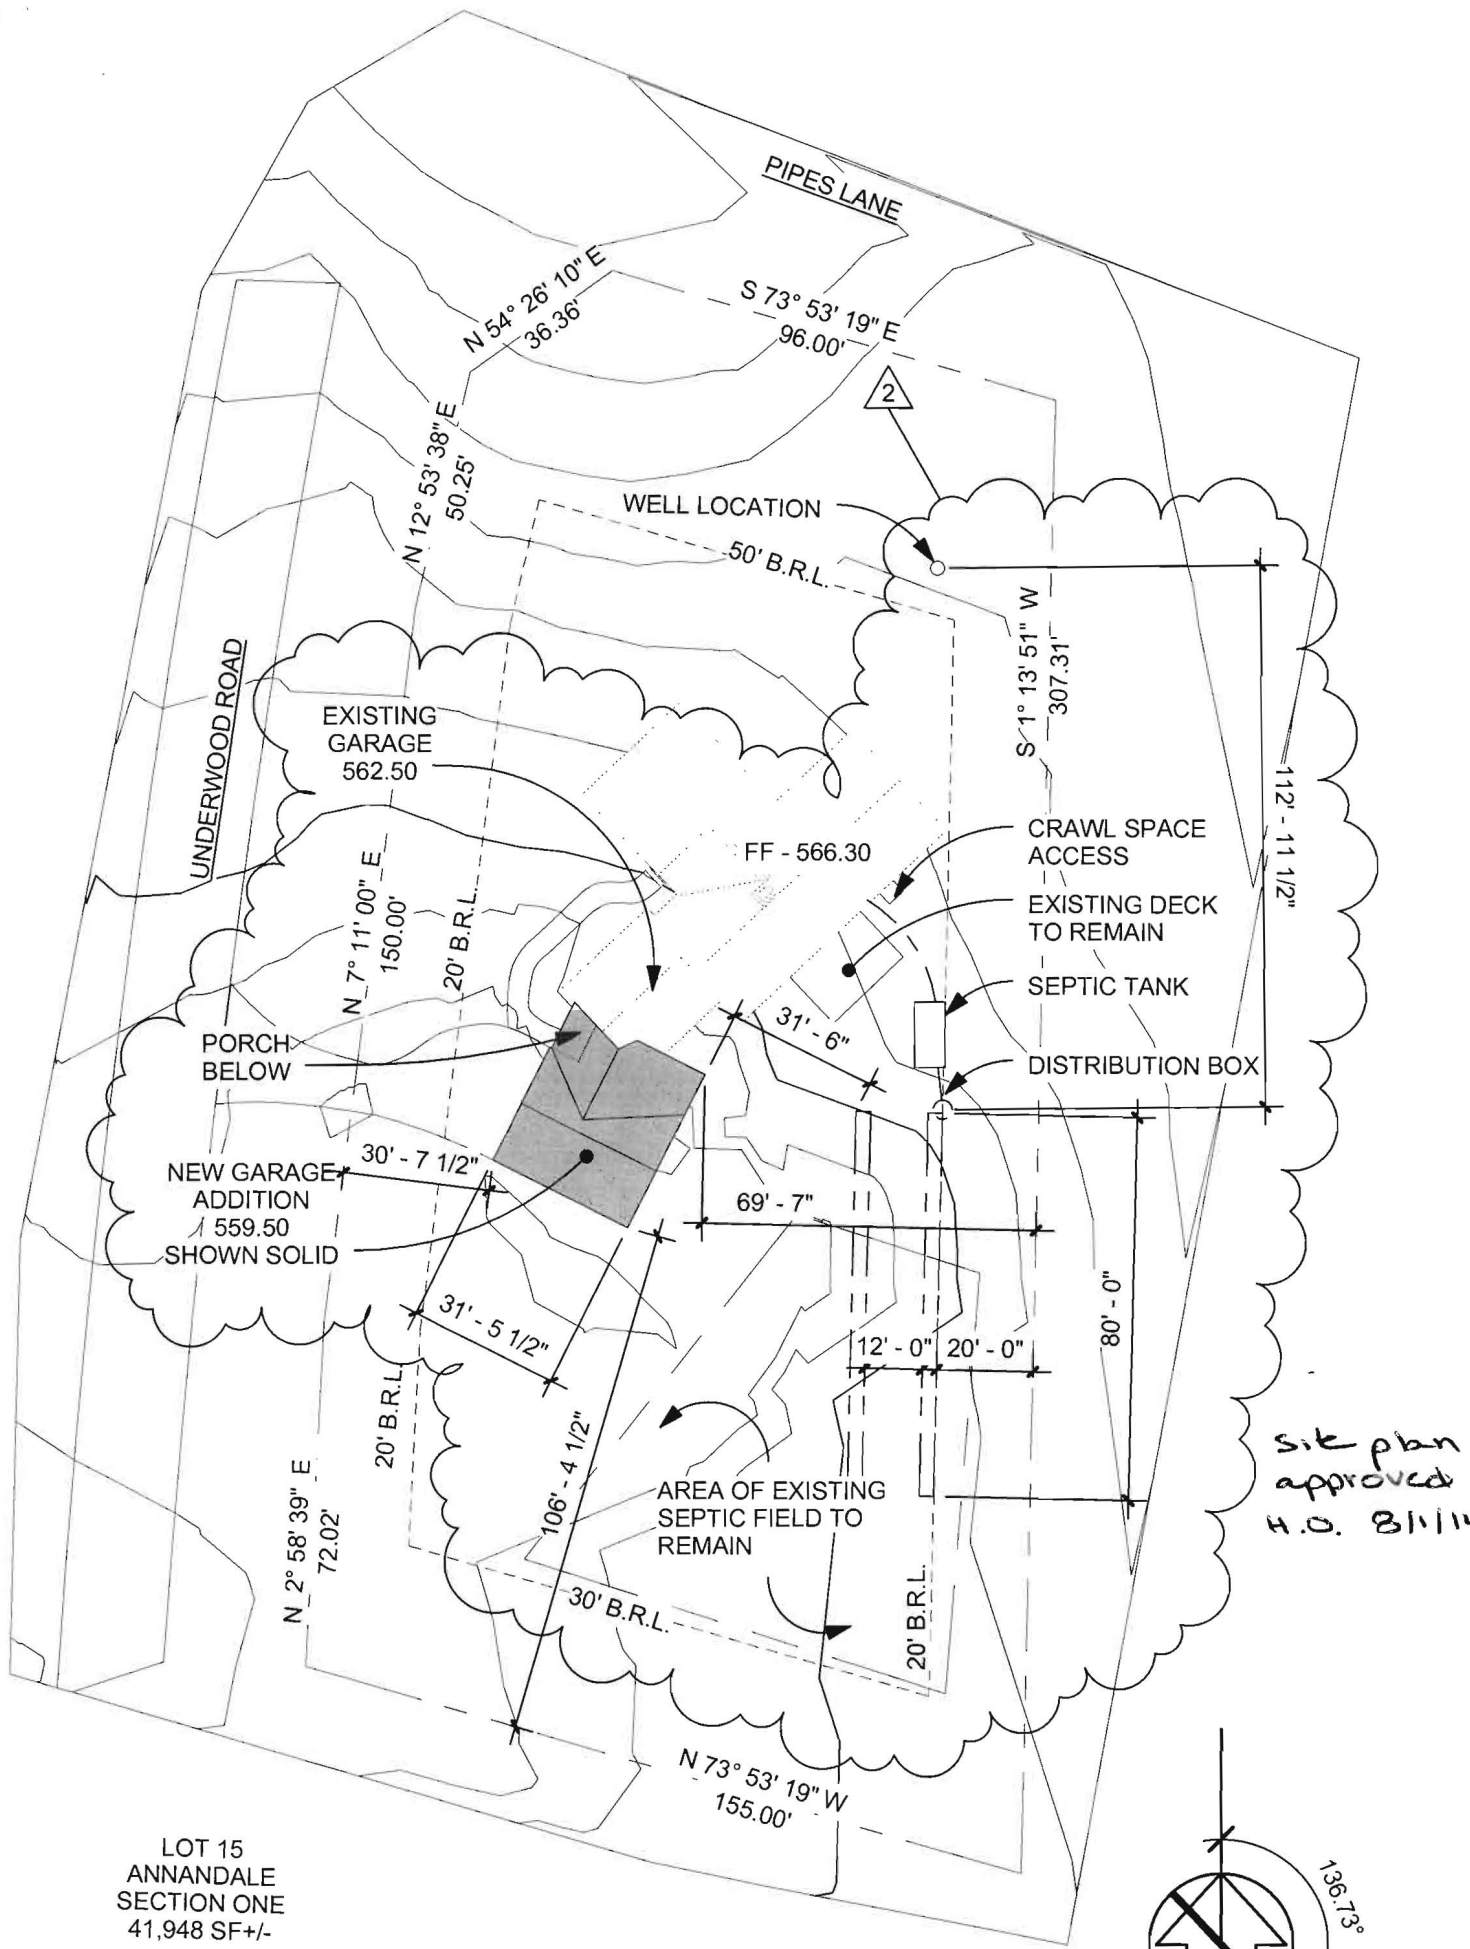 PIPES LANE
N 54° 26' 10" E
36.36'
S 73° 53' 19" E
96.00'
2
N 12° 53' 38" E
50.25'
WELL LOCATION
50' B.R.L.
S 1° 13' 51" W
307.31'
UNDERWOOD ROAD
EXISTING
GARAGE
562.50
112' - 11 1/2"
FF - 566.30
CRAWL SPACE
ACCESS
EXISTING DECK
TO REMAIN
N 7° 11' 00" E
150.00'
20' B.R.L.
SEPTIC TANK
31' - 6"
PORCH
BELOW
DISTRIBUTION BOX
30' - 7 1/2"
NEW GARAGE
ADDITION
559.50
SHOWN SOLID
69' - 7"
31' - 5 1/2"
12' - 0"
20' - 0"
80' - 0"
20' B.R.L.
106' - 4 1/2"
Site plan
approved
H.O. 8/1/11
AREA OF EXISTING
SEPTIC FIELD TO
REMAIN
N 2° 58' 39" E
72.02'
30' B.R.L.
20' B.R.L.
N 73° 53' 19" W
155.00'
LOT 15
ANNANDALE
SECTION ONE
41,948 SF+/-
136.73°